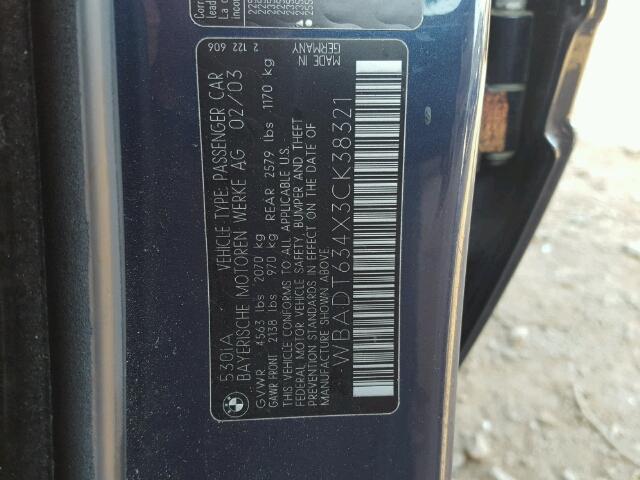 530IA VEHICLE TYPE: PASSENGER CAR
BAYERISCHE MOTOREN WERKE AG 02/03
GVWR 4563 lbs 2070 kg
GAWR FRONT 2138 lbs 970 kg REAR 2579 lbs 1170 kg
THIS VEHICLE CONFORMS TO ALL APPLICABLE U.S.
FEDERAL MOTOR VEHICLE SAFETY, BUMPER AND THEFT
PREVENTION STANDARDS IN EFFECT ON THE DATE OF
MANUFACTURE SHOWN ABOVE.
WBADT634X3CK38321
MADE IN
GERMANY
2 122 606